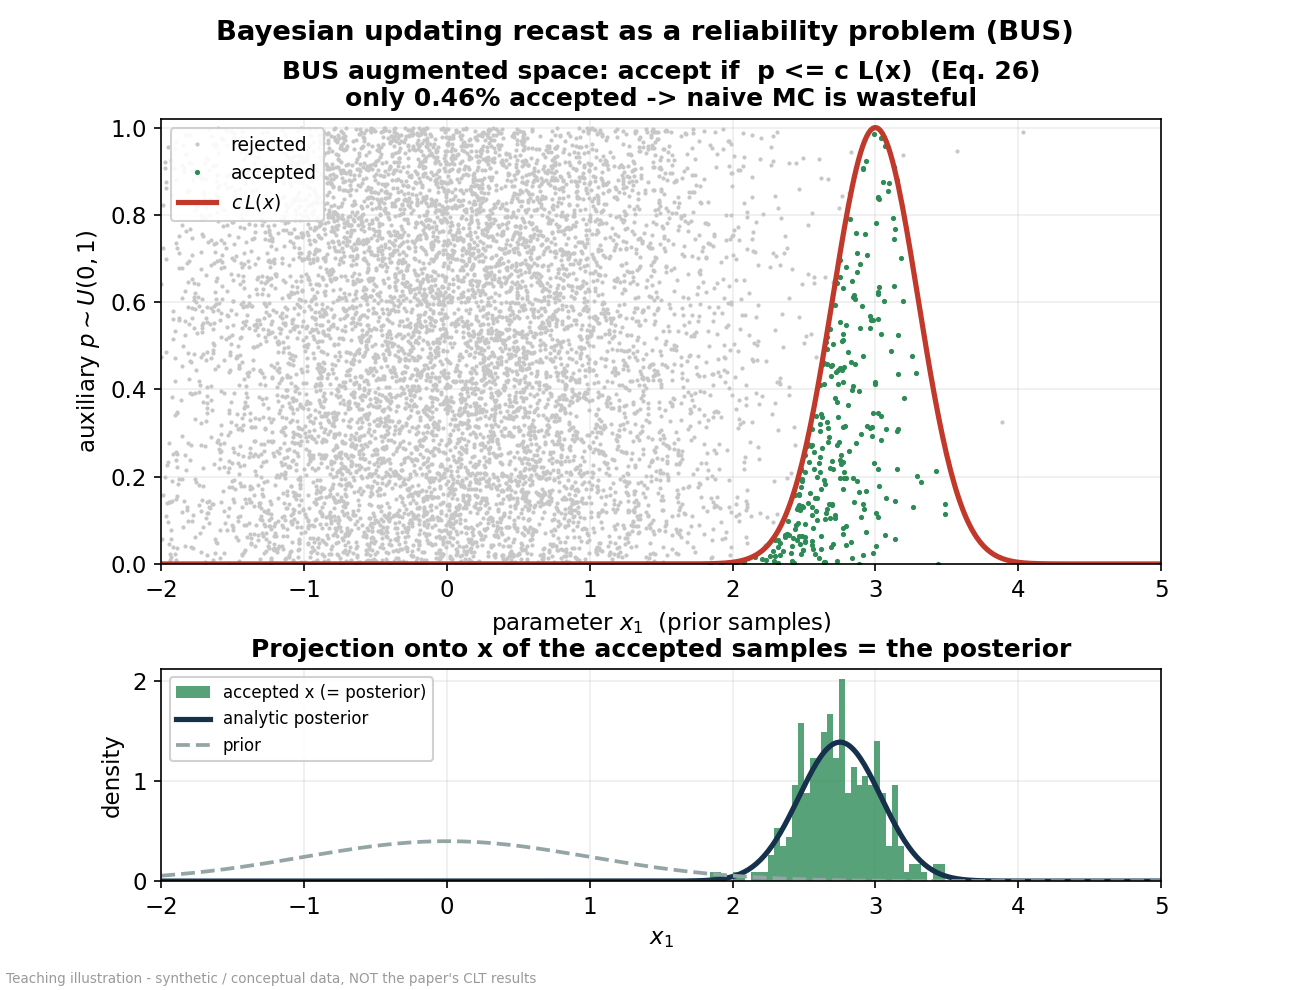 Bayesian updating recast as a reliability problem (BUS)
BUS augmented space: accept if p <= c L(x) (Eq. 26)
only 0.46% accepted -> naive MC is wasteful
rejected
accepted
c L(x)
1.0
0.8
0.6
0.4
0.2
0.0
auxiliary p ~ U(0, 1)
−2 −1 0 1 2 3 4 5
parameter x₁ (prior samples)
Projection onto x of the accepted samples = the posterior
accepted x (= posterior)
analytic posterior
prior
2
1
0
density
−2 −1 0 1 2 3 4 5
x₁
Teaching illustration - synthetic / conceptual data, NOT the paper's CLT results